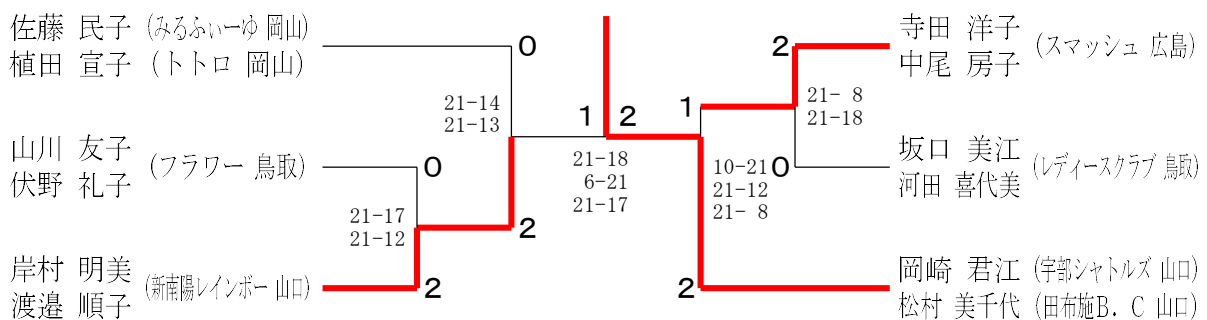 佐藤 民子 (みるふぃーゆ 岡山)
植田 宣子 (トトロ 岡山)
0
21-14
21-13
山川 友子
伏野 礼子
(フラワー 鳥取)
0
21-17
21-12
2
岸村 明美
渡邉 順子
(新南陽レインボー 山口)
2
1 2
21-18
6-21
21-17
寺田 洋子
中尾 房子
(スマッシュ 広島)
2
1
21- 8
21-18
坂口 美江
河田 喜代美
(レディースクラブ 鳥取)
0
10-21
21-12
21- 8
岡崎 君江 (宇部シャトルズ 山口)
松村 美千代 (田布施B. C 山口)
2